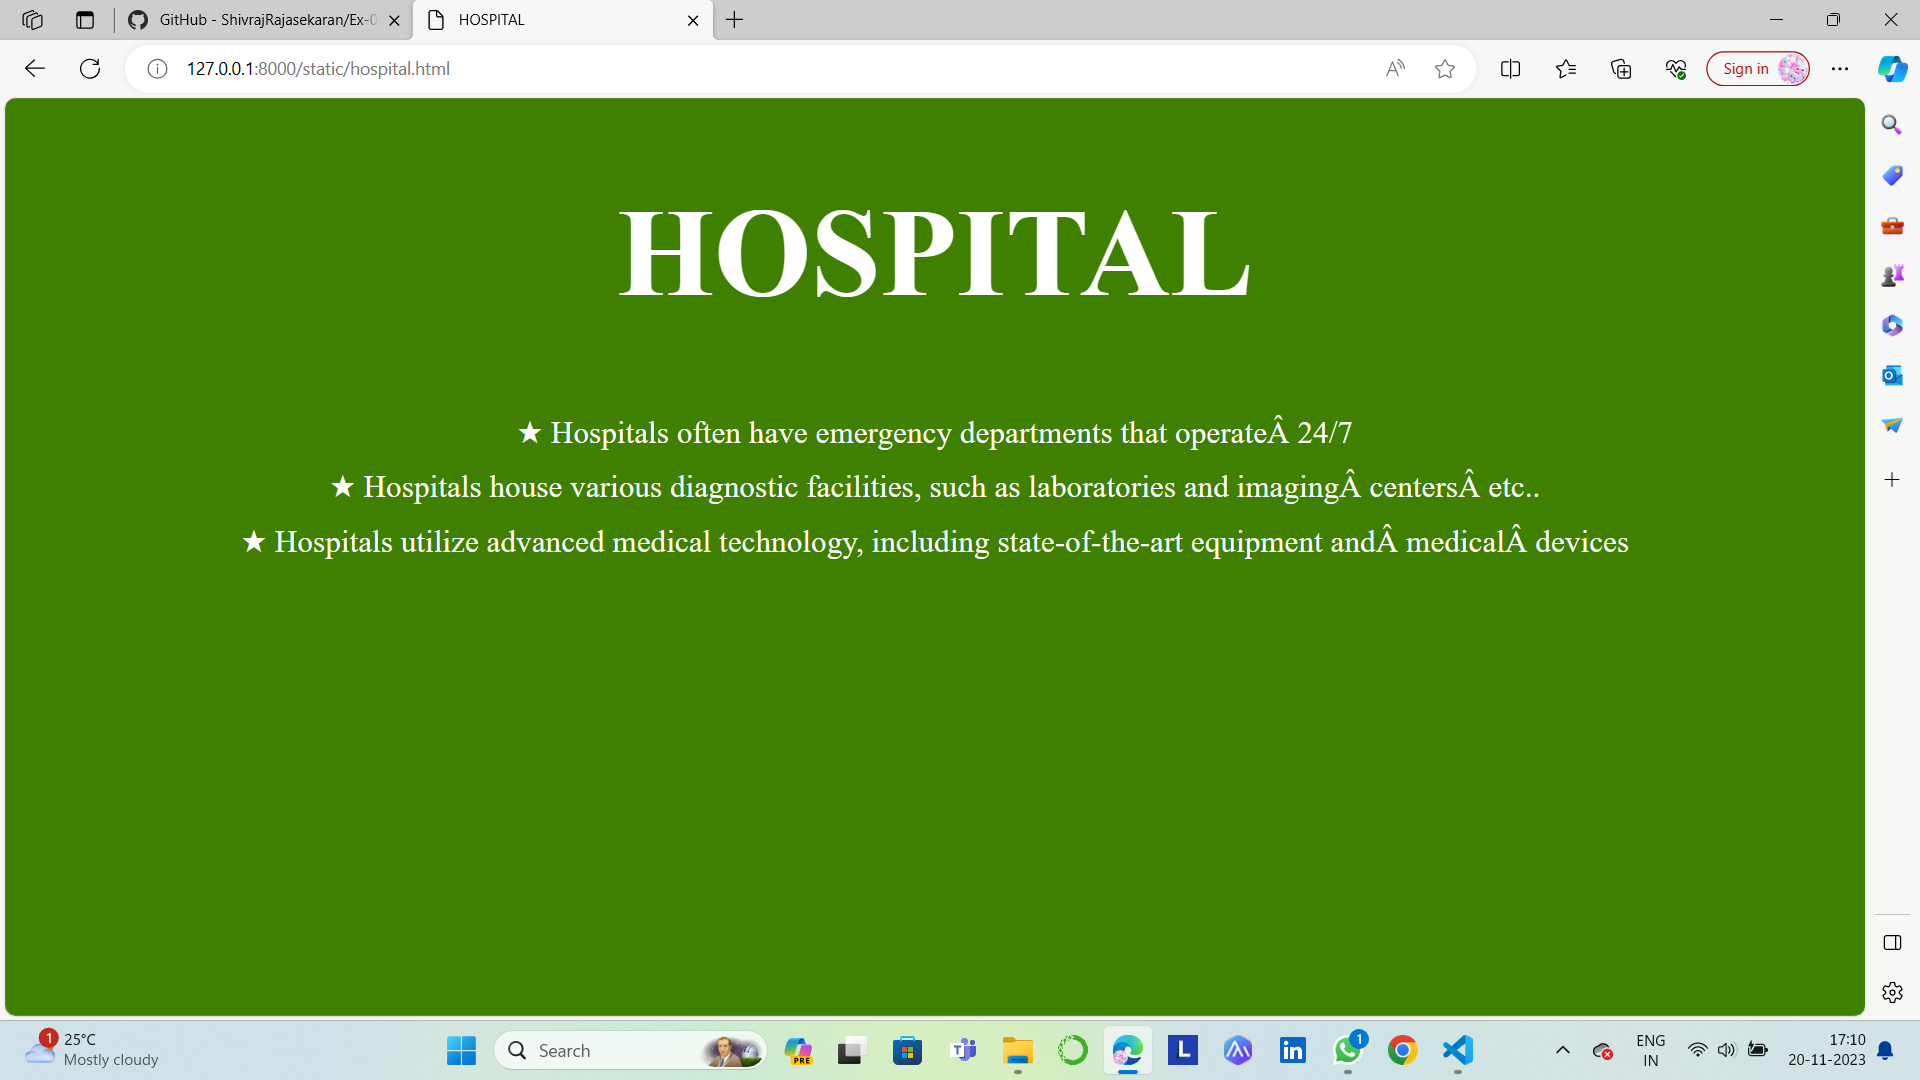 GitHub - ShivrajRajasekaran/Ex-0
HOSPITAL
127.0.0.1:8000/static/hospital.html
Sign in
HOSPITAL
★ Hospitals often have emergency departments that operateÂ 24/7
★ Hospitals house various diagnostic facilities, such as laboratories and imagingÂ centersÂ etc..
★ Hospitals utilize advanced medical technology, including state-of-the-art equipment andÂ medicalÂ devices
1
25°C
Mostly cloudy
Search
PRE
L
in
1
ENG
IN
17:10
20-11-2023